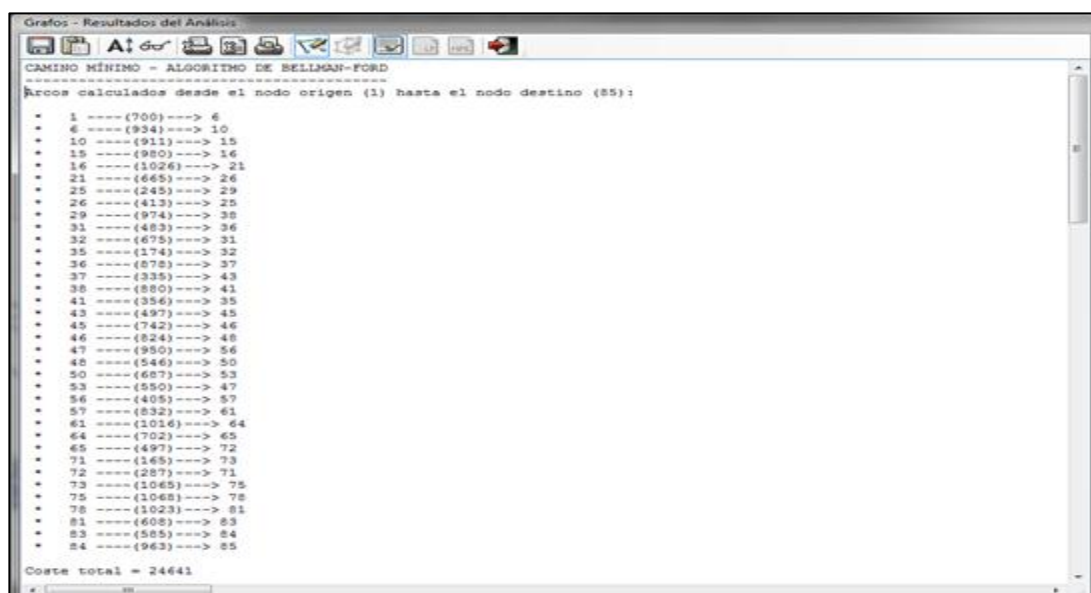 Grafos - Resultados del Análisis
CAMINO MÍNIMO - ALGORITMO DE BELLMAN-FORD
Arcos calculados desde el nodo origen (1) hasta el nodo destino (85):
* 1 ----(700)---> 6
* 6 ----(934)---> 10
* 10 ----(911)---> 15
* 15 ----(980)---> 16
* 16 ----(1026)---> 21
* 21 ----(665)---> 26
* 25 ----(245)---> 29
* 26 ----(413)---> 25
* 29 ----(974)---> 38
* 31 ----(483)---> 36
* 32 ----(675)---> 31
* 35 ----(174)---> 32
* 36 ----(878)---> 37
* 37 ----(335)---> 43
* 38 ----(880)---> 41
* 41 ----(356)---> 35
* 43 ----(497)---> 45
* 45 ----(742)---> 46
* 46 ----(824)---> 48
* 47 ----(950)---> 56
* 48 ----(546)---> 50
* 50 ----(687)---> 53
* 53 ----(550)---> 47
* 56 ----(405)---> 57
* 57 ----(832)---> 61
* 61 ----(1016)---> 64
* 64 ----(702)---> 65
* 65 ----(497)---> 72
* 71 ----(165)---> 73
* 72 ----(287)---> 71
* 73 ----(1065)---> 75
* 75 ----(1068)---> 78
* 78 ----(1023)---> 81
* 81 ----(608)---> 83
* 83 ----(585)---> 84
* 84 ----(963)---> 85
Coste total = 24641